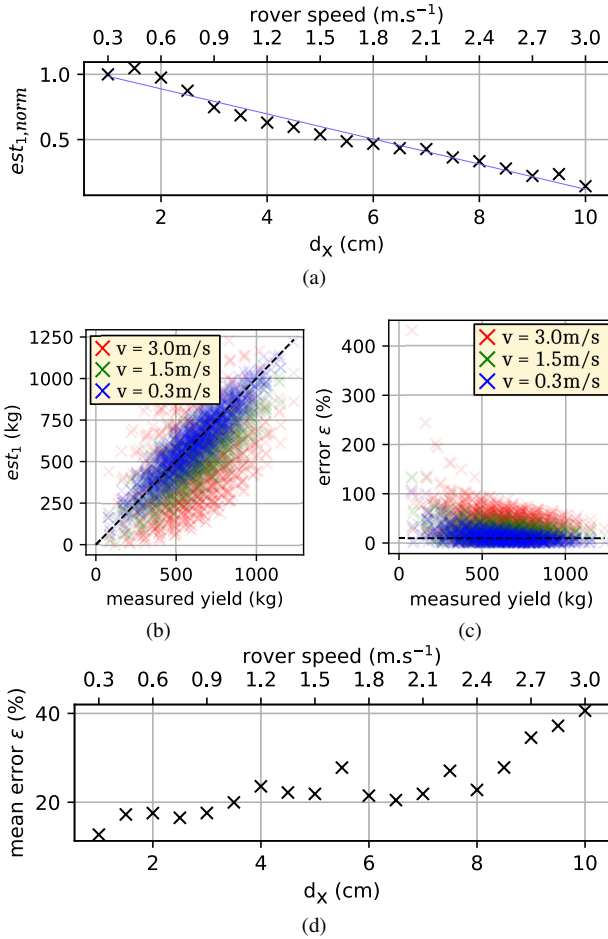 rover speed (m.s⁻¹)
0.3 0.6 0.9 1.2 1.5 1.8 2.1 2.4 2.7 3.0
1.0
0.5
est₁,norm
2 4 6 8 10
dₓ (cm)
(a)
1250
1000
750
500
250
0
est₁ (kg)
v = 3.0m/s
v = 1.5m/s
v = 0.3m/s
0 500 1000
measured yield (kg)
(b)
400
300
200
100
0
error ε (%)
v = 3.0m/s
v = 1.5m/s
v = 0.3m/s
0 500 1000
measured yield (kg)
(c)
rover speed (m.s⁻¹)
0.3 0.6 0.9 1.2 1.5 1.8 2.1 2.4 2.7 3.0
40
20
mean error ε (%)
2 4 6 8 10
dₓ (cm)
(d)